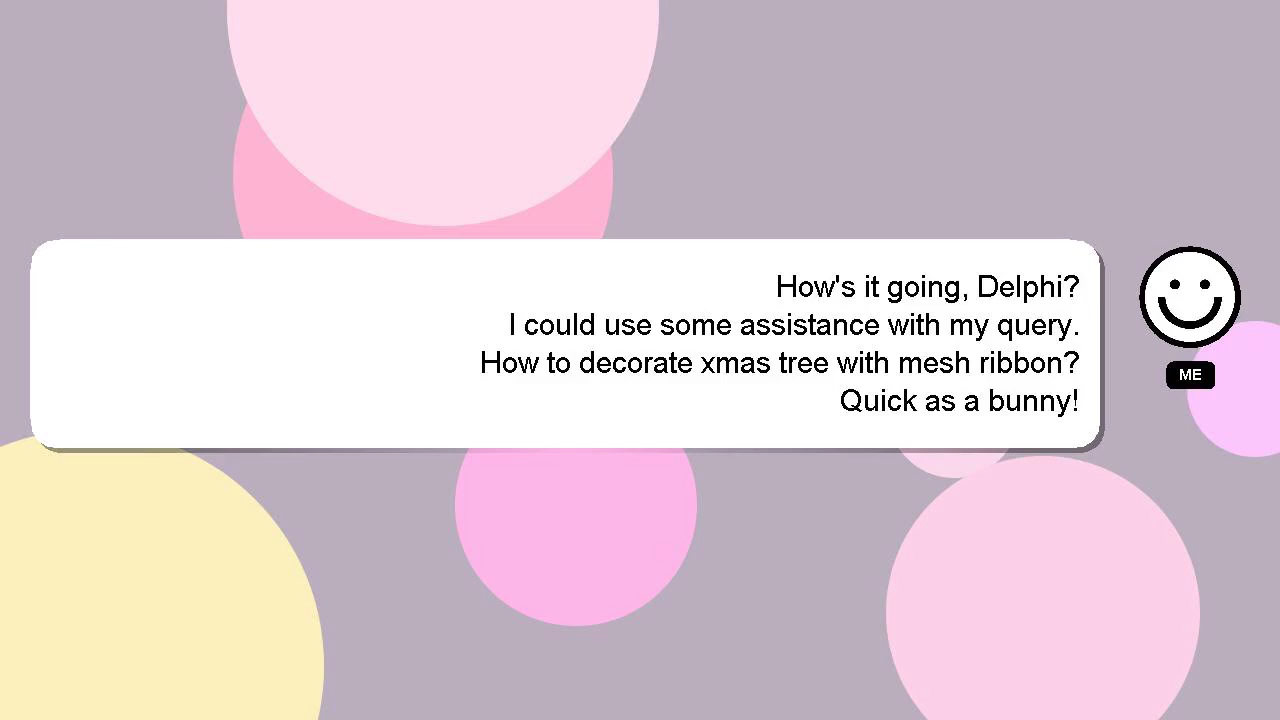 How's it going, Delphi?
I could use some assistance with my query.
How to decorate xmas tree with mesh ribbon?
Quick as a bunny!
ME